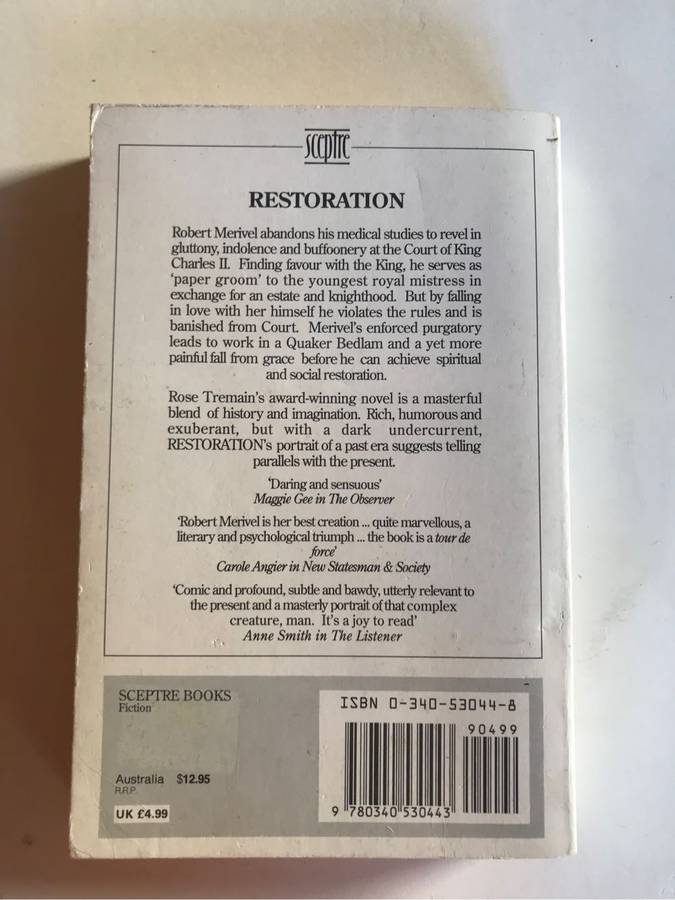 sceptre
RESTORATION
Robert Merivel abandons his medical studies to revel in
gluttony, indolence and buffoonery at the Court of King
Charles II. Finding favour with the King, he serves as
'paper groom' to the youngest royal mistress in
exchange for an estate and knighthood. But by falling
in love with her himself he violates the rules and is
banished from Court. Merivel's enforced purgatory
leads to work in a Quaker Bedlam and a yet more
painful fall from grace before he can achieve spiritual
and social restoration.
Rose Tremain's award-winning novel is a masterful
blend of history and imagination. Rich, humorous and
exuberant, but with a dark undercurrent,
RESTORATION's portrait of a past era suggests telling
parallels with the present.
'Daring and sensuous'
Maggie Gee in The Observer
'Robert Merivel is her best creation ... quite marvellous, a
literary and psychological triumph ... the book is a tour de
force'
Carole Angier in New Statesman & Society
'Comic and profound, subtle and bawdy, utterly relevant to
the present and a masterly portrait of that complex
creature, man. It's a joy to read'
Anne Smith in The Listener
SCEPTRE BOOKS
Fiction
Australia $12.95
R.R.P.
UK £4.99
ISBN 0-340-53044-8
90499
9 780340 530443